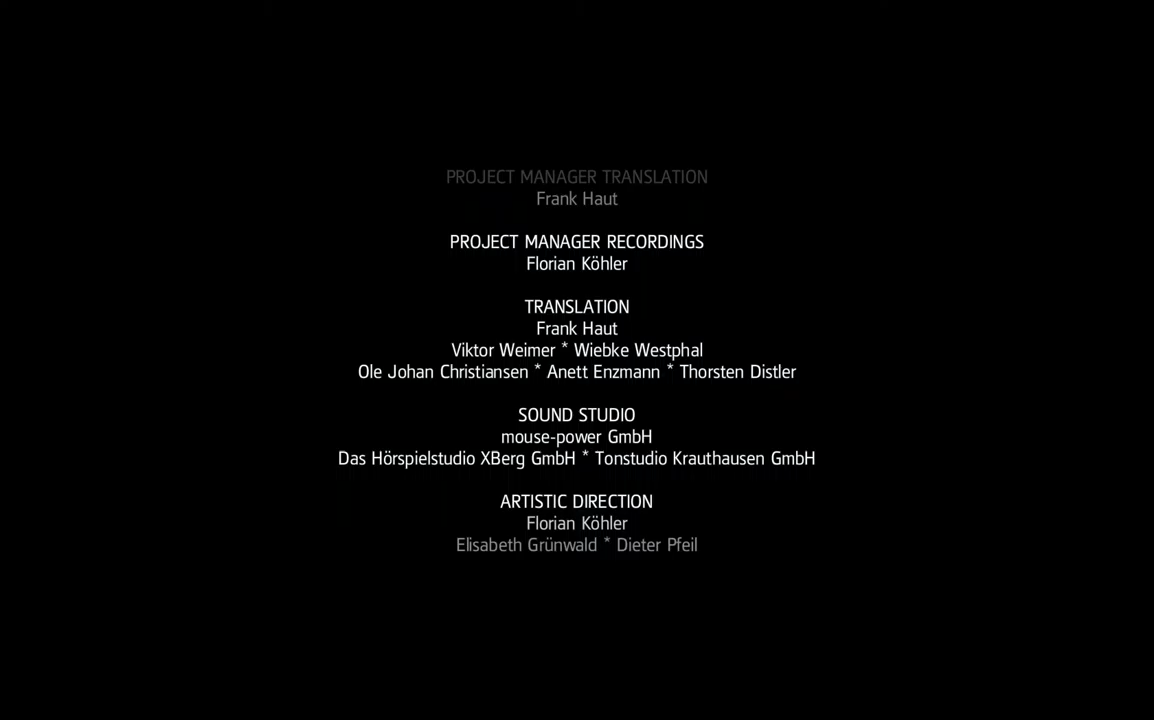 PROJECT MANAGER TRANSLATION
Frank Haut
PROJECT MANAGER RECORDINGS
Florian Köhler
TRANSLATION
Frank Haut
Viktor Weimer * Wiebke Westphal
Ole Johan Christiansen * Anett Enzmann * Thorsten Distler
SOUND STUDIO
mouse-power GmbH
Das Hörspielstudio XBerg GmbH * Tonstudio Krauthausen GmbH
ARTISTIC DIRECTION
Florian Köhler
Elisabeth Grünwald * Dieter Pfeil